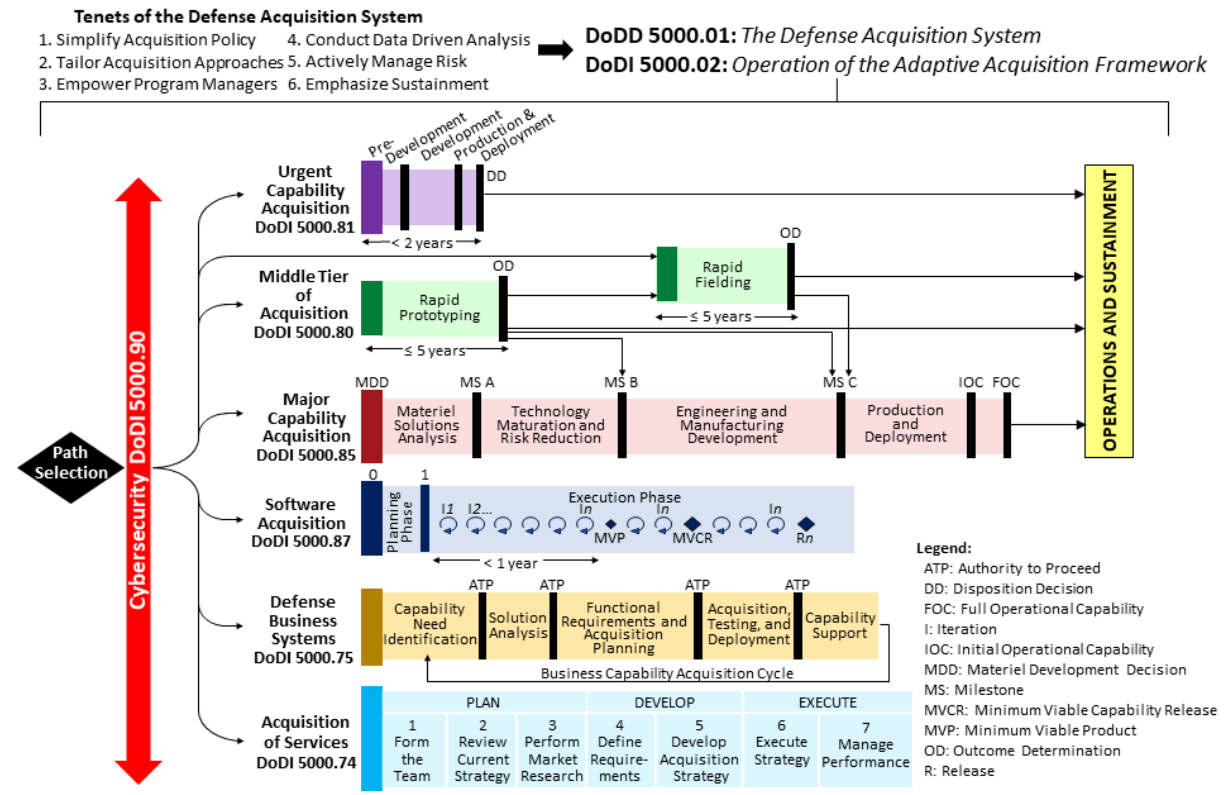 Tenets of the Defense Acquisition System
1. Simplify Acquisition Policy
2. Tailor Acquisition Approaches
3. Empower Program Managers
4. Conduct Data Driven Analysis
5. Actively Manage Risk
6. Emphasize Sustainment
DoDD 5000.01: The Defense Acquisition System
DoDI 5000.02: Operation of the Adaptive Acquisition Framework
Path
Selection
Cybersecurity DoDI 5000.90
Urgent
Capability
Acquisition
DoDI 5000.81
Pre-
Development
Development
Production &
Deployment
DD
< 2 years
Middle Tier
of
Acquisition
DoDI 5000.80
Rapid
Prototyping
OD
≤ 5 years
Rapid
Fielding
OD
≤ 5 years
Major
Capability
Acquisition
DoDI 5000.85
MDD
MS A
MS B
MS C
IOC
FOC
Materiel
Solutions
Analysis
Technology
Maturation and
Risk Reduction
Engineering and
Manufacturing
Development
Production
and
Deployment
OPERATIONS AND SUSTAINMENT
Software
Acquisition
DoDI 5000.87
0
1
Planning
Phase
Execution Phase
I1
I2...
In
In
In
MVP
MVCR
Rn
< 1 year
Defense
Business
Systems
DoDI 5000.75
ATP
ATP
ATP
ATP
Capability
Need
Identification
Solution
Analysis
Functional
Requirements and
Acquisition
Planning
Acquisition,
Testing, and
Deployment
Capability
Support
Business Capability Acquisition Cycle
Acquisition
of Services
DoDI 5000.74
PLAN
DEVELOP
EXECUTE
1
Form
the
Team
2
Review
Current
Strategy
3
Perform
Market
Research
4
Define
Require-
ments
5
Develop
Acquisition
Strategy
6
Execute
Strategy
7
Manage
Performance
Legend:
ATP: Authority to Proceed
DD: Disposition Decision
FOC: Full Operational Capability
I: Iteration
IOC: Initial Operational Capability
MDD: Materiel Development Decision
MS: Milestone
MVCR: Minimum Viable Capability Release
MVP: Minimum Viable Product
OD: Outcome Determination
R: Release